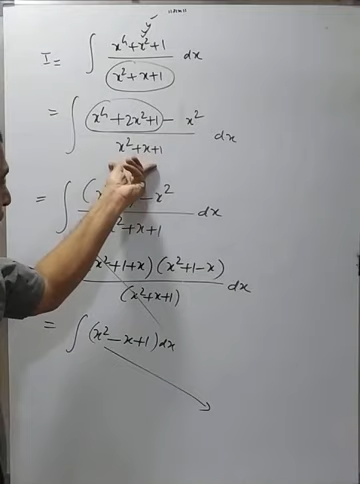 I = ∫ x⁴+x²+1 / x²+x+1 dx
= ∫ x⁴+2x²+1 - x² / x²+x+1 dx
= ∫ (x - x² / x²+x+1 dx
x²+1+x) (x²+1-x) / (x²+x+1) dx
= ∫ (x²-x+1) dx